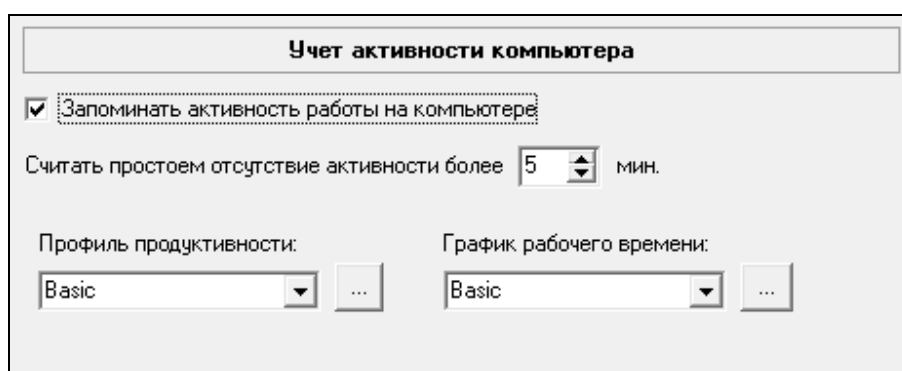 Учет активности компьютера
Запоминать активность работы на компьютере
Считать простоем отсутствие активности более 5 мин.
Профиль продуктивности: График рабочего времени:
Basic ... Basic ...